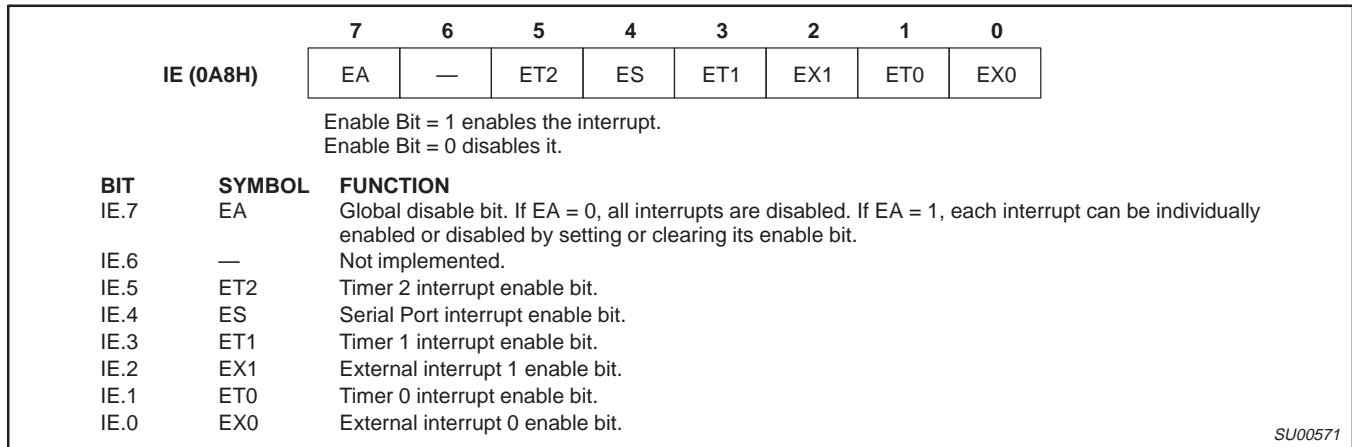 7 6 5 4 3 2 1 0
IE (0A8H) EA — ET2 ES ET1 EX1 ET0 EX0
Enable Bit = 1 enables the interrupt.
Enable Bit = 0 disables it.
BIT SYMBOL FUNCTION
IE.7 EA Global disable bit. If EA = 0, all interrupts are disabled. If EA = 1, each interrupt can be individually
enabled or disabled by setting or clearing its enable bit.
IE.6 — Not implemented.
IE.5 ET2 Timer 2 interrupt enable bit.
IE.4 ES Serial Port interrupt enable bit.
IE.3 ET1 Timer 1 interrupt enable bit.
IE.2 EX1 External interrupt 1 enable bit.
IE.1 ET0 Timer 0 interrupt enable bit.
IE.0 EX0 External interrupt 0 enable bit.
SU00571